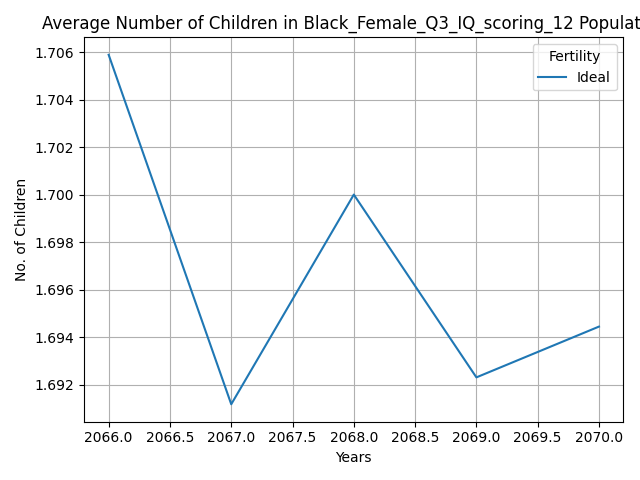 Average Number of Children in Black_Female_Q3_IQ_scoring_12 Populat
1.706
1.704
1.702
1.700
1.698
1.696
1.694
1.692
No. of Children
Fertility
Ideal
2066.0 2066.5 2067.0 2067.5 2068.0 2068.5 2069.0 2069.5 2070.0
Years